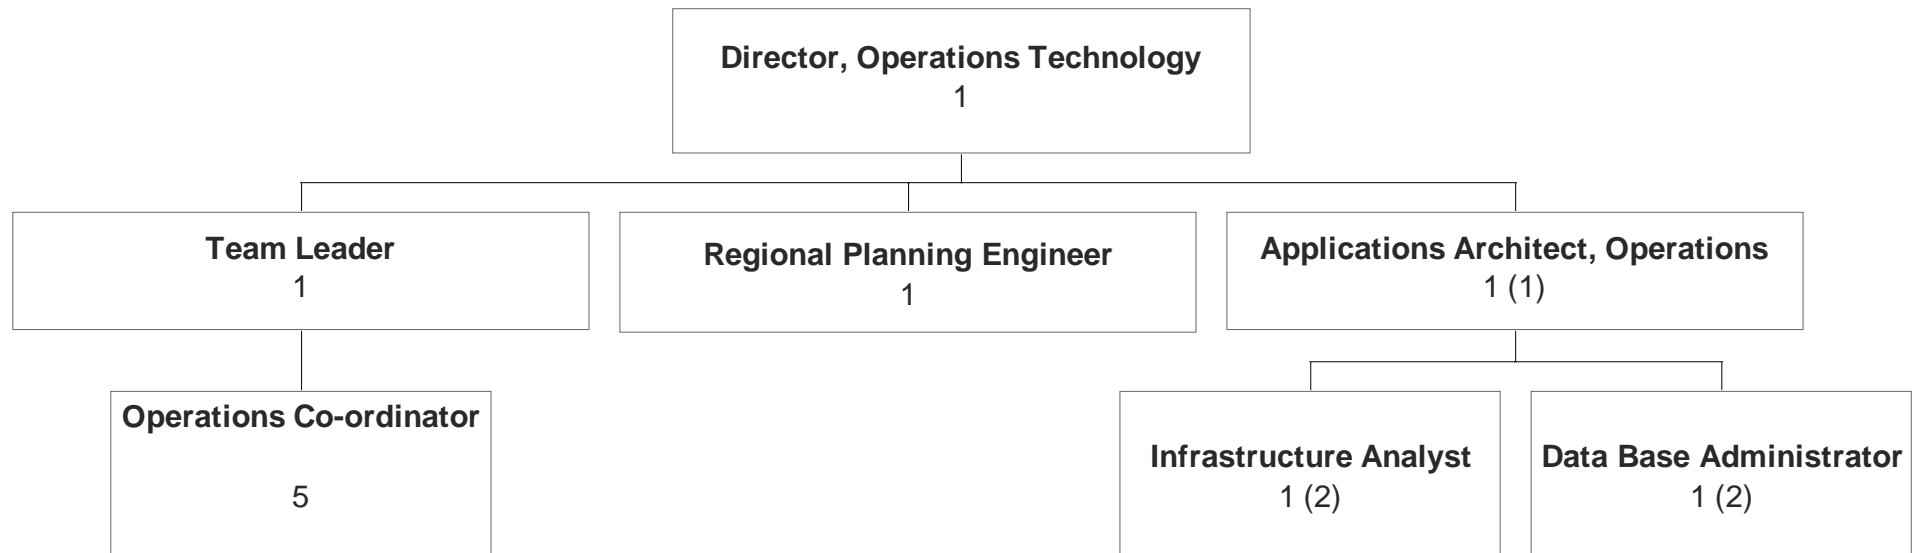 Director, Operations Technology
1
Team Leader
1
Regional Planning Engineer
1
Applications Architect, Operations
1 (1)
Operations Co-ordinator
5
Infrastructure Analyst
1 (2)
Data Base Administrator
1 (2)